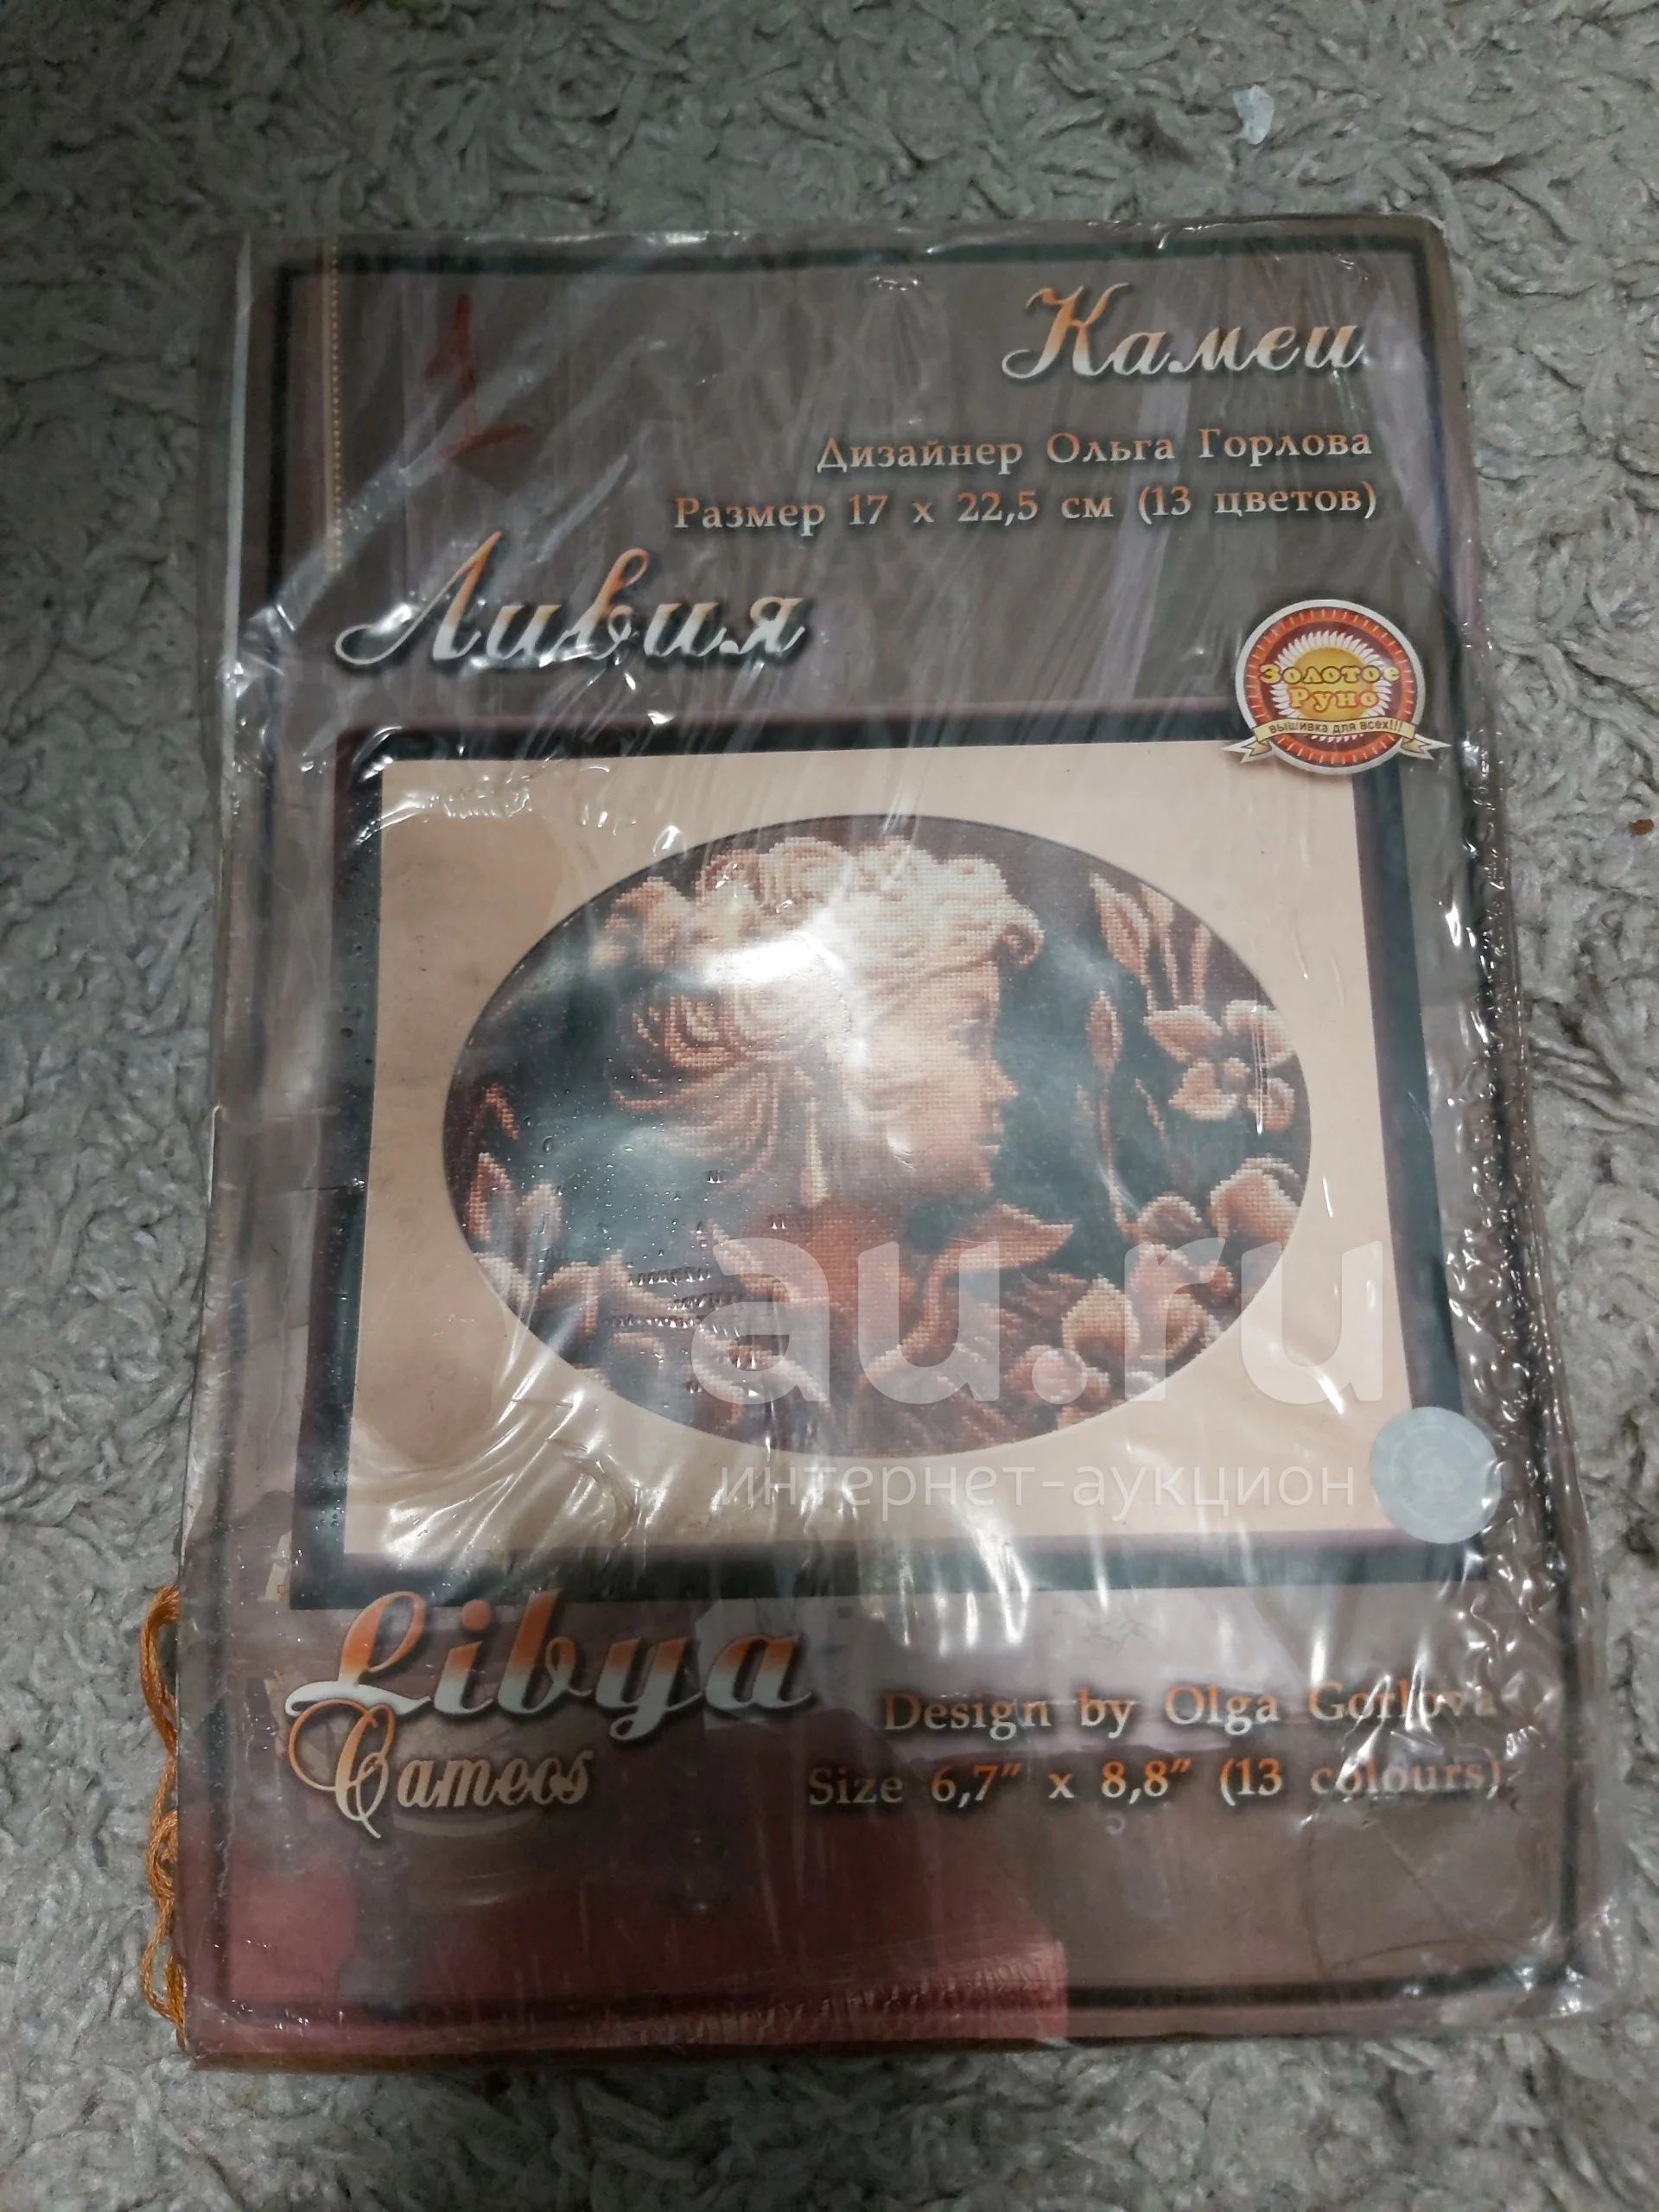 1
Камеи
Дизайнер Ольга Горлова
Размер 17 x 22,5 см (13 цветов)
Ливия
Золотое
Руно
вышивка для всех!!!
au.ru
интернет-аукцион
Libya
Cameos
Design by Olga Gorlova
Size 6,7" x 8,8" (13 colours)